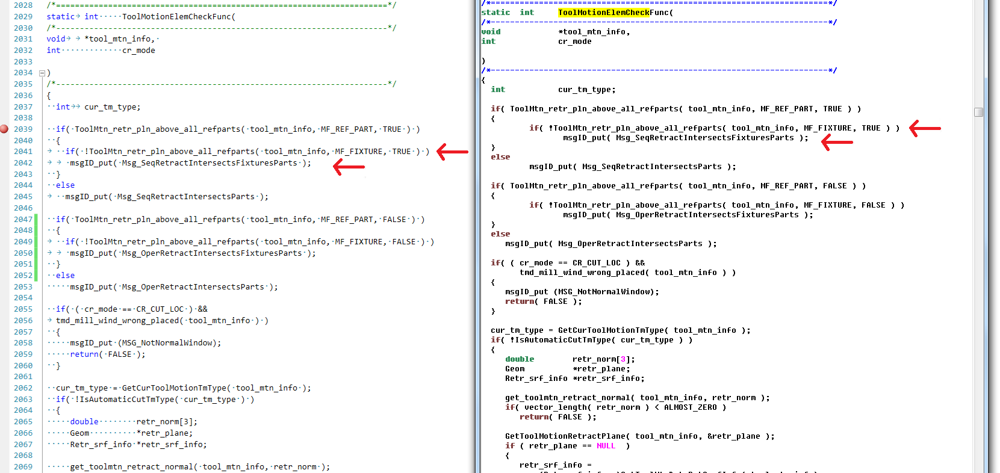 2028 /*======================================================================*/
2029 static int ToolMotionElemCheckFunc(
2030 /*----------------------------------------------------------------------*/
2031 void *tool_mtn_info,
2032 int cr_mode
2033
2034 )
2035 /*----------------------------------------------------------------------*/
2036 {
2037 int cur_tm_type;
2038
2039 if( ToolMtn_retr_pln_above_all_refparts( tool_mtn_info, MF_REF_PART, TRUE ) )
2040 {
2041 if( !ToolMtn_retr_pln_above_all_refparts( tool_mtn_info, MF_FIXTURE, TRUE ) )
2042 msgID_put( Msg_SeqRetractIntersectsFixturesParts );
2043 }
2044 else
2045 msgID_put( Msg_SeqRetractIntersectsParts );
2046
2047 if( ToolMtn_retr_pln_above_all_refparts( tool_mtn_info, MF_REF_PART, FALSE ) )
2048 {
2049 if( !ToolMtn_retr_pln_above_all_refparts( tool_mtn_info, MF_FIXTURE, FALSE ) )
2050 msgID_put( Msg_OperRetractIntersectsFixturesParts );
2051 }
2052 else
2053 msgID_put( Msg_OperRetractIntersectsParts );
2054
2055 if( ( cr_mode == CR_CUT_LOC ) &&
2056 tmd_mill_wind_wrong_placed( tool_mtn_info ) )
2057 {
2058 msgID_put (MSG_NotNormalWindow);
2059 return( FALSE );
2060 }
2061
2062 cur_tm_type = GetCurToolMotionTmType( tool_mtn_info );
2063 if( !IsAutomaticCutTmType( cur_tm_type ) )
2064 {
2065 double retr_norm[3];
2066 Geom *retr_plane;
2067 Retr_srf_info *retr_srf_info;
2068
2069 get_toolmtn_retract_normal( tool_mtn_info, retr_norm );
/*======================================================================*/
static int ToolMotionElemCheckFunc(
/*----------------------------------------------------------------------*/
void *tool_mtn_info,
int cr_mode
)
/*----------------------------------------------------------------------*/
{
int cur_tm_type;
if( ToolMtn_retr_pln_above_all_refparts( tool_mtn_info, MF_REF_PART, TRUE ) )
{
if( !ToolMtn_retr_pln_above_all_refparts( tool_mtn_info, MF_FIXTURE, TRUE ) )
msgID_put( Msg_SeqRetractIntersectsFixturesParts );
}
else
msgID_put( Msg_SeqRetractIntersectsParts );
if( ToolMtn_retr_pln_above_all_refparts( tool_mtn_info, MF_REF_PART, FALSE ) )
{
if( !ToolMtn_retr_pln_above_all_refparts( tool_mtn_info, MF_FIXTURE, FALSE ) )
msgID_put( Msg_OperRetractIntersectsFixturesParts );
}
else
msgID_put( Msg_OperRetractIntersectsParts );
if( ( cr_mode == CR_CUT_LOC ) &&
tmd_mill_wind_wrong_placed( tool_mtn_info ) )
{
msgID_put (MSG_NotNormalWindow);
return( FALSE );
}
cur_tm_type = GetCurToolMotionTmType( tool_mtn_info );
if( !IsAutomaticCutTmType( cur_tm_type ) )
{
double retr_norm[3];
Geom *retr_plane;
Retr_srf_info *retr_srf_info;
get_toolmtn_retract_normal( tool_mtn_info, retr_norm );
if( vector_length( retr_norm ) < ALMOST_ZERO )
return( FALSE );
GetToolMotionRetractPlane( tool_mtn_info, &retr_plane );
if ( retr_plane == NULL )
{
retr_srf_info =